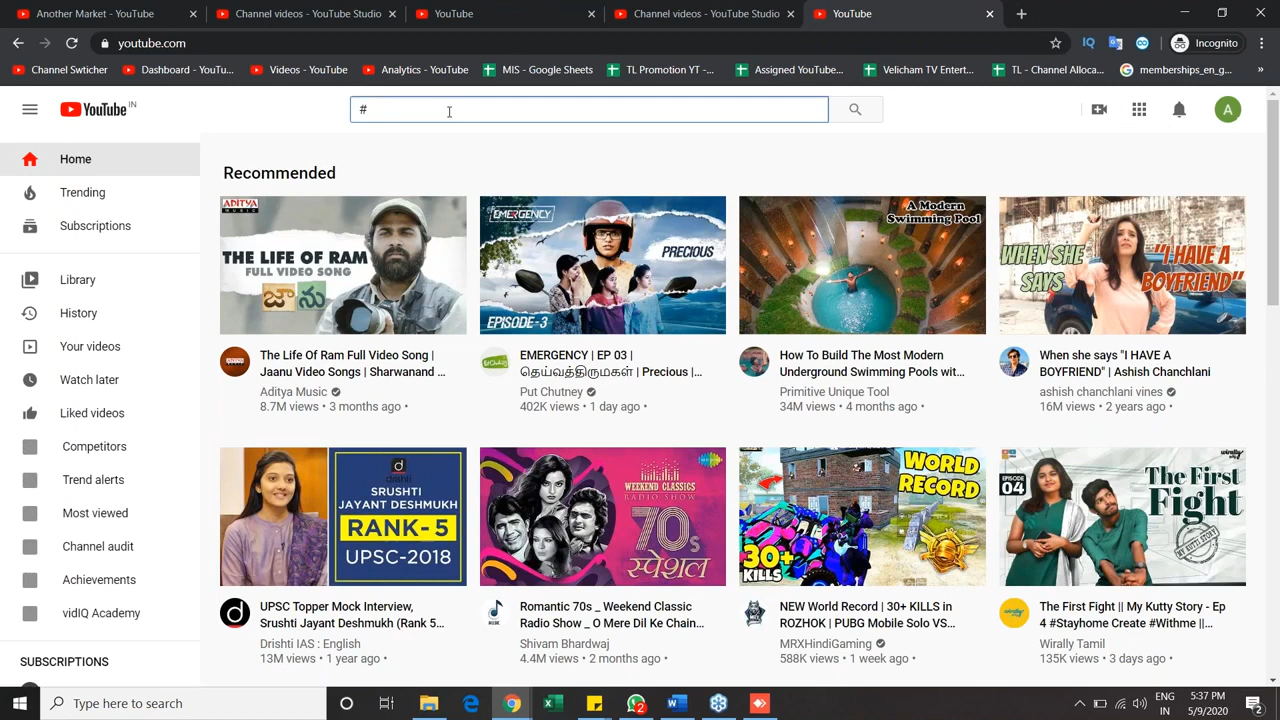 Another Market
Channel videos - YouTube Studio
YouTube
Channel videos - YouTube Studio
YouTube
youtube.com
IQ
Incognito
Channel Swticher
Dashboard - YouTu...
Videos - YouTube
Analytics - YouTube
MIS - Google Sheets
TL Promotion YT -...
Assigned YouTube...
Velicham TV Entert...
TL - Channel Alloca...
memberships_en_g...
YouTube IN
#
A
Home
Trending
Subscriptions
Library
History
Your videos
Watch later
Liked videos
Competitors
Trend alerts
Most viewed
Channel audit
Achievements
vidIQ Academy
SUBSCRIPTIONS
Recommended
ADITYA
MUSIC
THE LIFE OF RAM
FULL VIDEO SONG
జాను
EMERGENCY
PRECIOUS
EPISODE-3
A Modern
Swimming Pool
WHEN SHE
SAYS
"I HAVE A
BOYFRIEND"
The Life Of Ram Full Video Song |
Jaanu Video Songs | Sharwanand ...
Aditya Music
8.7M views • 3 months ago •
EMERGENCY | EP 03 |
தெய்வத்திருமகள் | Precious |...
Put Chutney
402K views • 1 day ago •
How To Build The Most Modern
Underground Swimming Pools wit...
Primitive Unique Tool
34M views • 4 months ago •
When she says "I HAVE A
BOYFRIEND" | Ashish Chanchlani
ashish chanchlani vines
16M views • 2 years ago •
drishti
SRUSHTI
JAYANT DESHMUKH
RANK- 5
UPSC-2018
WEEKEND CLASSICS
RADIO SHOW
70s
स्पेशल
WORLD
RECORD
30+
KILLS
wirally
EPISODE
04
The First
Fight
MY KUTTY STORY
UPSC Topper Mock Interview,
Srushti Jayant Deshmukh (Rank 5...
Drishti IAS : English
13M views • 1 year ago •
Romantic 70s _ Weekend Classic
Radio Show _ O Mere Dil Ke Chain...
Shivam Bhardwaj
4.4M views • 2 months ago •
NEW World Record | 30+ KILLS in
ROZHOK | PUBG Mobile Solo VS...
MRXHindiGaming
588K views • 1 week ago •
The First Fight || My Kutty Story - Ep
4 #Stayhome Create #Withme ||...
Wirally Tamil
135K views • 3 days ago •
Type here to search
2
ENG
IN
5:37 PM
5/9/2020
2